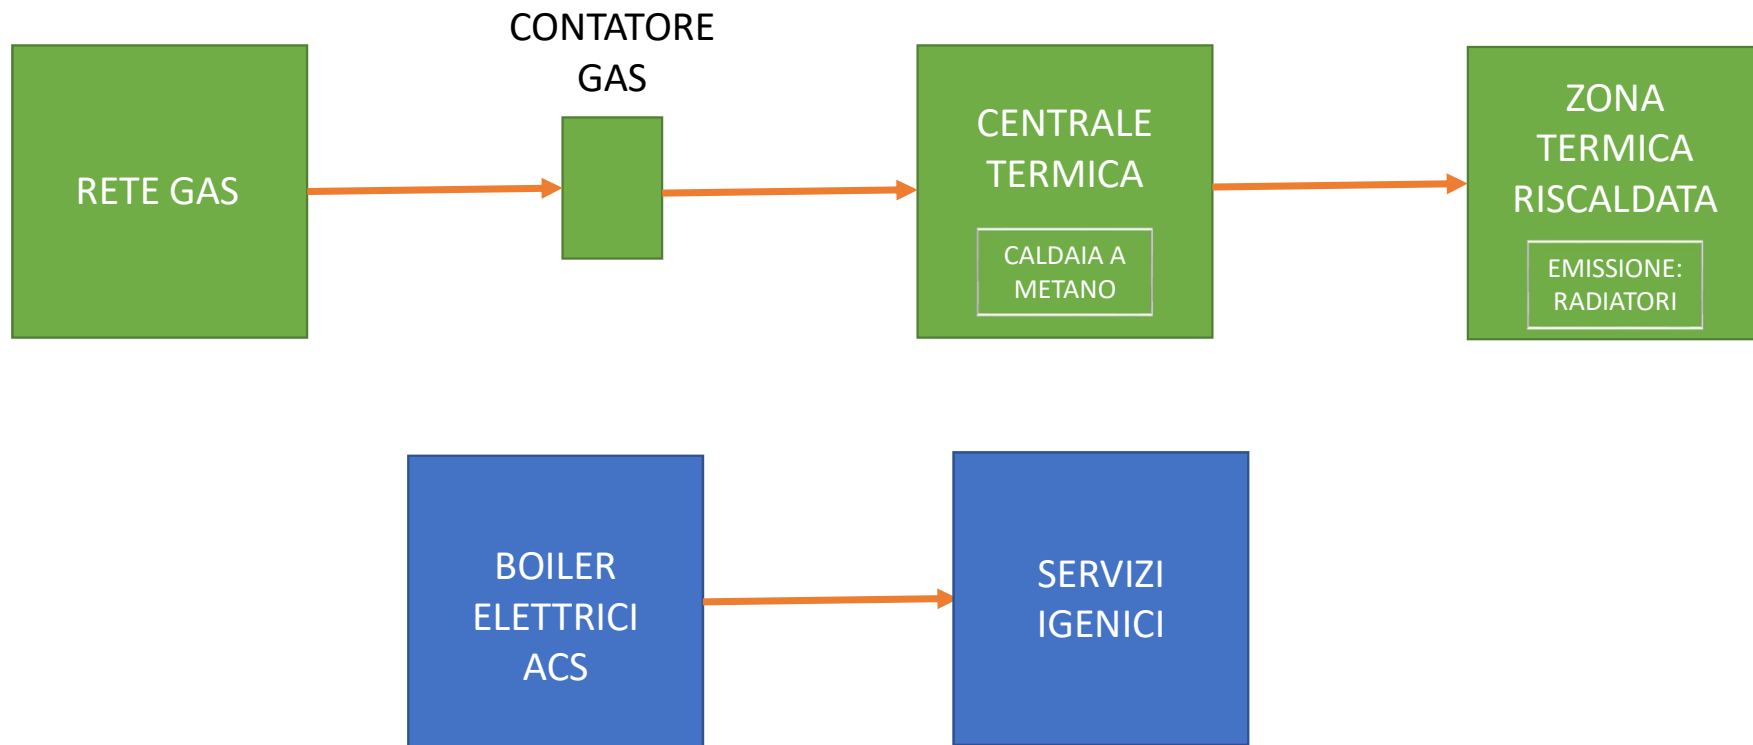 CONTATORE
GAS
RETE GAS
CENTRALE
TERMICA
CALDAIA A
METANO
ZONA
TERMICA
RISCALDATA
EMISSIONE:
RADIATORI
BOILER
ELETTRICI
ACS
SERVIZI
IGENICI